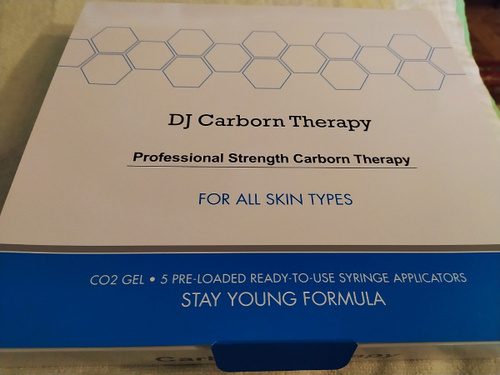 DJ Carborn Therapy
Professional Strength Carborn Therapy
FOR ALL SKIN TYPES
CO2 GEL • 5 PRE-LOADED READY-TO-USE SYRINGE APPLICATORS
STAY YOUNG FORMULA